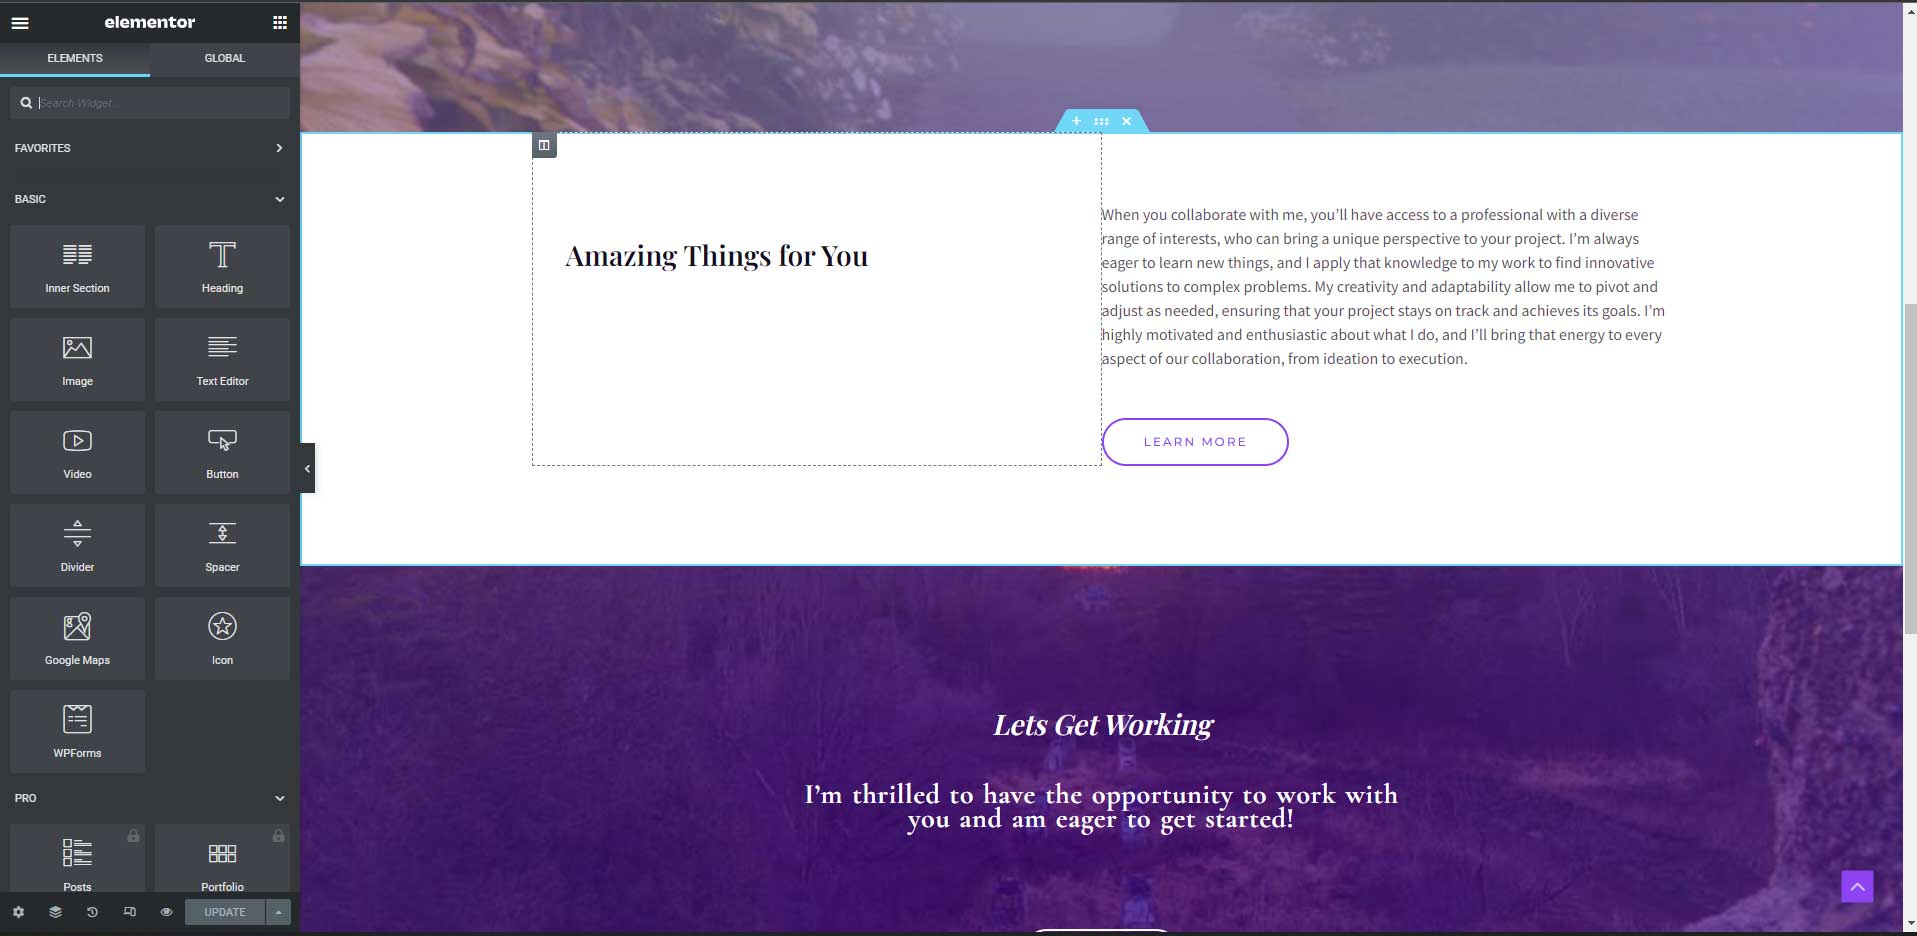 elementor
ELEMENTS
GLOBAL
Search Widget...
FAVORITES
BASIC
Inner Section
Heading
Image
Text Editor
Video
Button
Divider
Spacer
Google Maps
Icon
WPForms
PRO
Posts
Portfolio
UPDATE
Amazing Things for You
When you collaborate with me, you’ll have access to a professional with a diverse
range of interests, who can bring a unique perspective to your project. I’m always
eager to learn new things, and I apply that knowledge to my work to find innovative
solutions to complex problems. My creativity and adaptability allow me to pivot and
adjust as needed, ensuring that your project stays on track and achieves its goals. I’m
highly motivated and enthusiastic about what I do, and I’ll bring that energy to every
aspect of our collaboration, from ideation to execution.
LEARN MORE
Lets Get Working
I’m thrilled to have the opportunity to work with
you and am eager to get started!